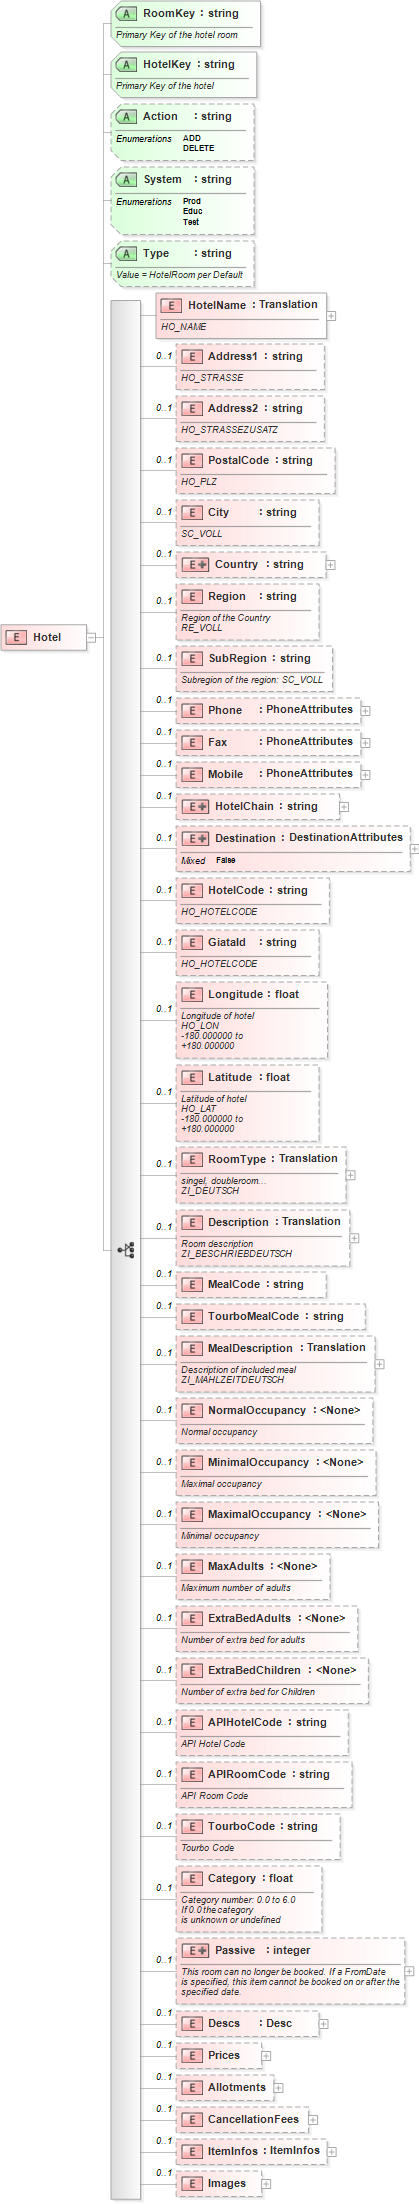 A RoomKey : string
Primary Key of the hotel room
A HotelKey : string
Primary Key of the hotel
A Action : string
Enumerations ADD
DELETE
A System : string
Enumerations Prod
Educ
Test
A Type : string
Value = HotelRoom per Default
E HotelName : Translation
HO_NAME
0..1 E Address1 : string
HO_STRASSE
0..1 E Address2 : string
HO_STRASSEZUSATZ
0..1 E PostalCode : string
HO_PLZ
0..1 E City : string
SC_VOLL
0..1 E Country : string
0..1 E Region : string
Region of the Country
RE_VOLL
E Hotel
0..1 E SubRegion : string
Subregion of the region: SC_VOLL
0..1 E Phone : PhoneAttributes
0..1 E Fax : PhoneAttributes
0..1 E Mobile : PhoneAttributes
0..1 E HotelChain : string
0..1 E Destination : DestinationAttributes
Mixed False
0..1 E HotelCode : string
HO_HOTELCODE
0..1 E GiataId : string
HO_HOTELCODE
0..1 E Longitude : float
Longitude of hotel
HO_LON
-180.000000 to
+180.000000
0..1 E Latitude : float
Latitude of hotel
HO_LAT
-180.000000 to
+180.000000
0..1 E RoomType : Translation
singel, doubleroom...
ZI_DEUTSCH
0..1 E Description : Translation
Room description
ZI_BESCHRIEBDEUTSCH
0..1 E MealCode : string
0..1 E TourboMealCode : string
0..1 E MealDescription : Translation
Description of included meal
ZI_MAHLZEITDEUTSCH
0..1 E NormalOccupancy : <None>
Normal occupancy
0..1 E MinimalOccupancy : <None>
Maximal occupancy
0..1 E MaximalOccupancy : <None>
Minimal occupancy
0..1 E MaxAdults : <None>
Maximum number of adults
0..1 E ExtraBedAdults : <None>
Number of extra bed for adults
0..1 E ExtraBedChildren : <None>
Number of extra bed for Children
0..1 E APIHotelCode : string
API Hotel Code
0..1 E APIRoomCode : string
API Room Code
0..1 E TourboCode : string
Tourbo Code
0..1 E Category : float
Category number: 0.0 to 6.0
If 0.0 the category
is unknown or undefined
0..1 E Passive : integer
This room can no longer be booked. If a FromDate
is specified, this item cannot be booked on or after the
specified date.
0..1 E Descs : Desc
0..1 E Prices
0..1 E Allotments
0..1 E CancellationFees
0..1 E ItemInfos : ItemInfos
0..1 E Images